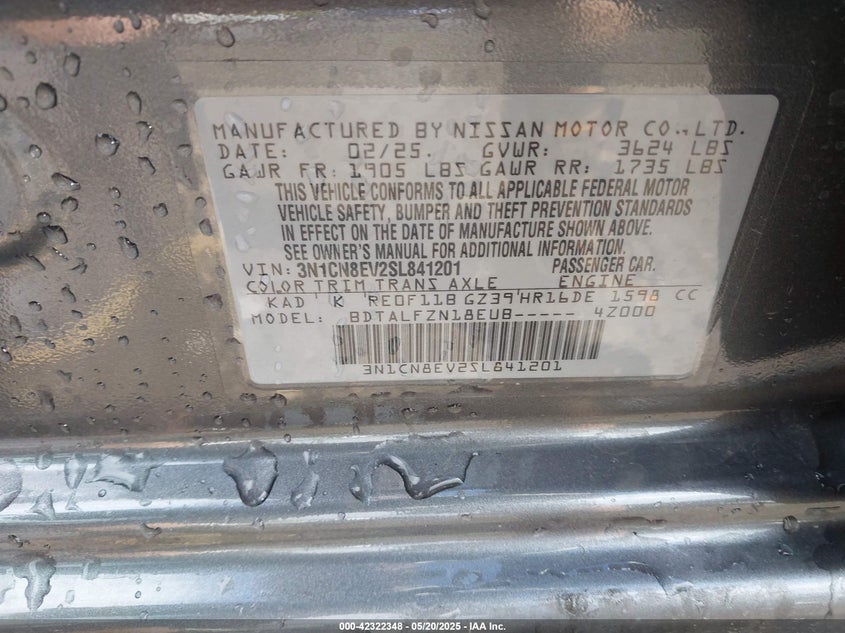 MANUFACTURED BY NISSAN MOTOR CO., LTD.
DATE: 02/25. GVWR: 3624 LBS
GAWR FR: 1905 LBS GAWR RR: 1735 LBS
THIS VEHICLE CONFORMS TO ALL APPLICABLE FEDERAL MOTOR
VEHICLE SAFETY, BUMPER AND THEFT PREVENTION STANDARDS
IN EFFECT ON THE DATE OF MANUFACTURE SHOWN ABOVE.
SEE OWNER'S MANUAL FOR ADDITIONAL INFORMATION.
VIN: 3N1CN8EV2SL841201 PASSENGER CAR.
COLOR TRIM TRANS AXLE ENGINE
KAD K RE0F11B GZ39 HR16DE 1598 CC
MODEL: BDTALFZN18EUB----- 4Z000
3N1CN8EV2SL841201
000-42322348 - 05/20/2025 - IAA Inc.